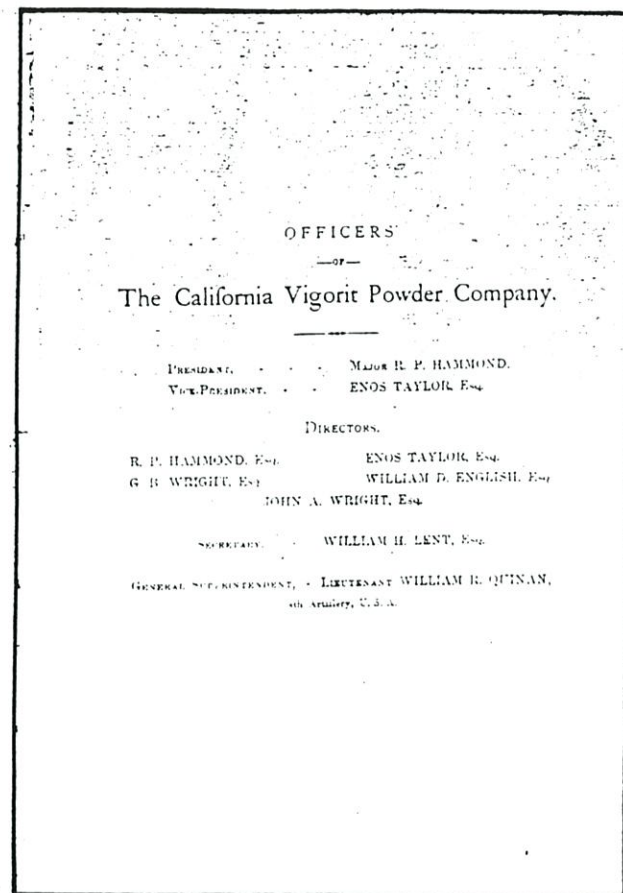 OFFICERS
—OF—
The California Vigorit Powder Company.
PRESIDENT, - - - MAJOR R. P. HAMMOND.
VICE-PRESIDENT, - - ENOS TAYLOR, Esq.
DIRECTORS.
R. P. HAMMOND, Esq. ENOS TAYLOR, Esq.
G. B. WRIGHT, Esq. WILLIAM D. ENGLISH, Esq.
JOHN A. WRIGHT, Esq.
SECRETARY, - WILLIAM H. LENT, Esq.
GENERAL SUPERINTENDENT, - LIEUTENANT WILLIAM R. QUINAN,
4th Artillery, U. S. A.